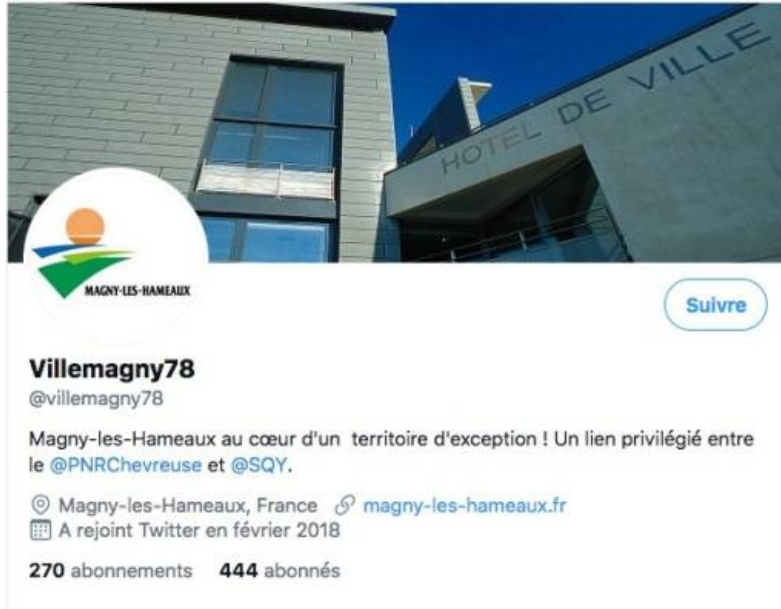 HOTEL DE VILLE
MAGNY-LES-HAMEAUX
Suivre
Villemagny78
@villemagny78
Magny-les-Hameaux au cœur d'un  territoire d'exception ! Un lien privilégié entre
le @PNRChevreuse et @SQY.
Magny-les-Hameaux, France magny-les-hameaux.fr
A rejoint Twitter en février 2018
270 abonnements 444 abonnés